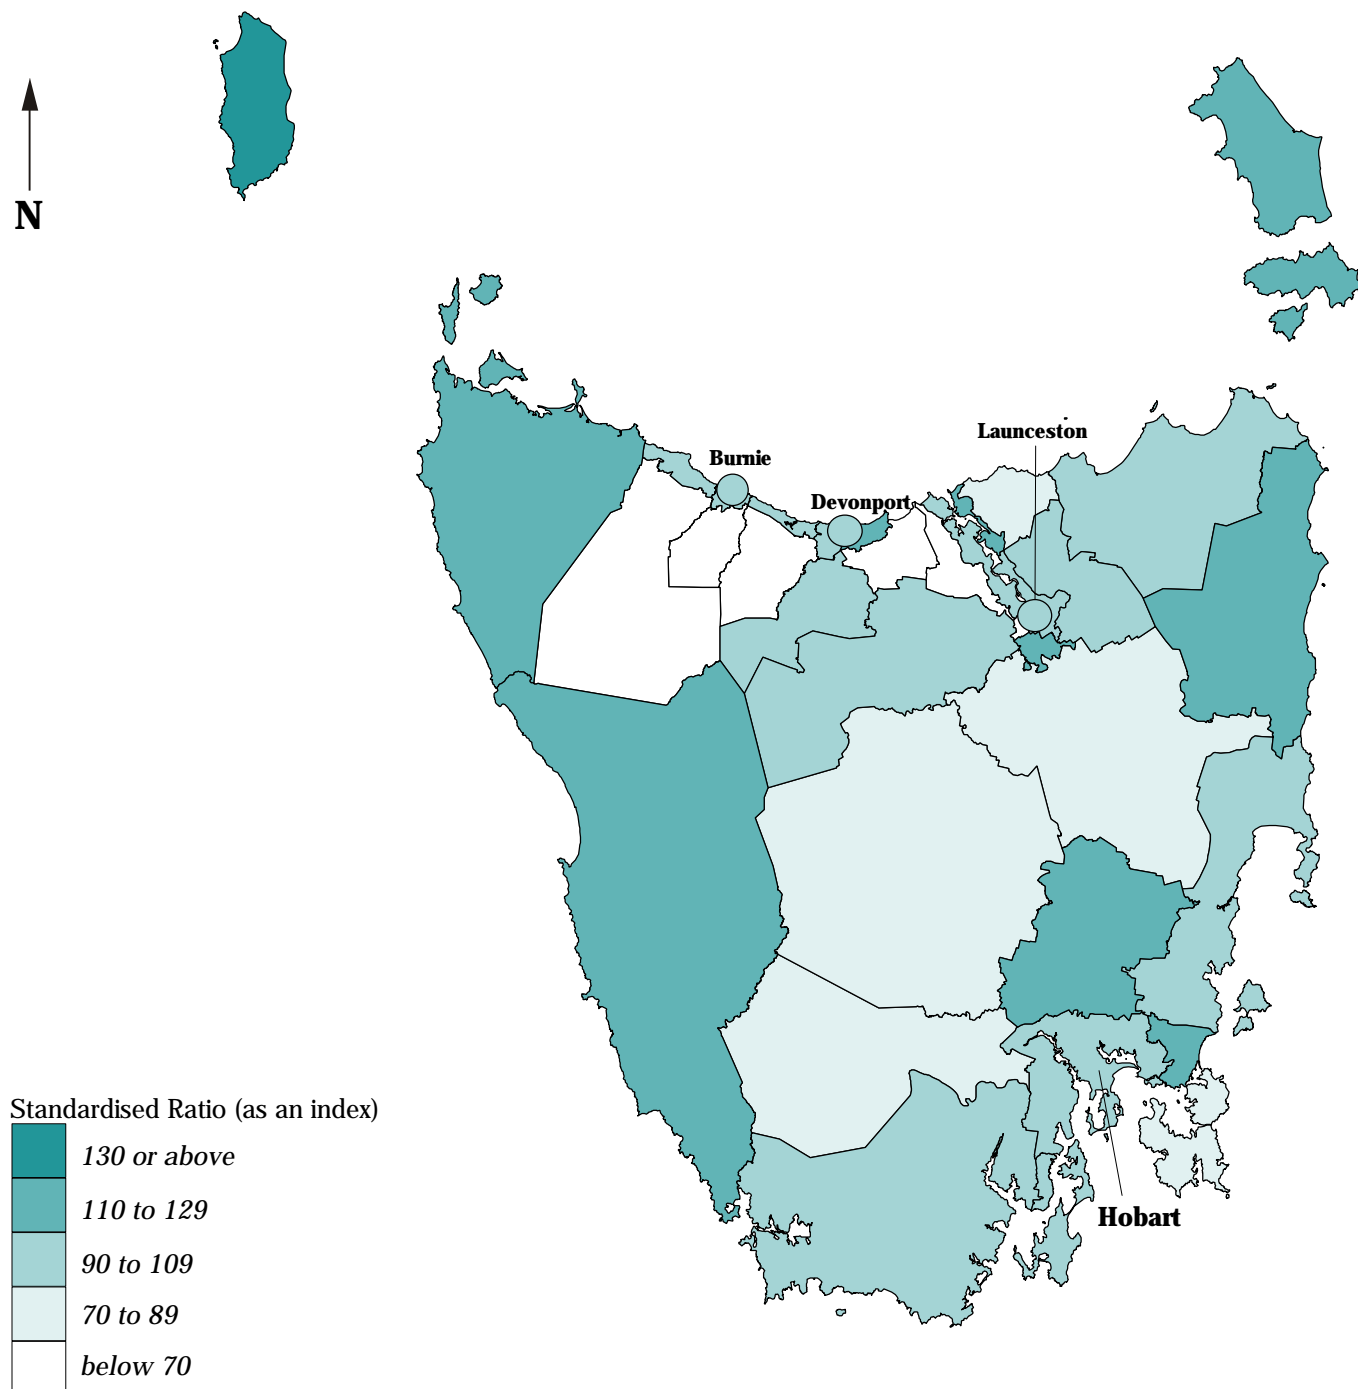 N
Launceston
Burnie
Devonport
Hobart
Standardised Ratio (as an index)
130 or above
110 to 129
90 to 109
70 to 89
below 70